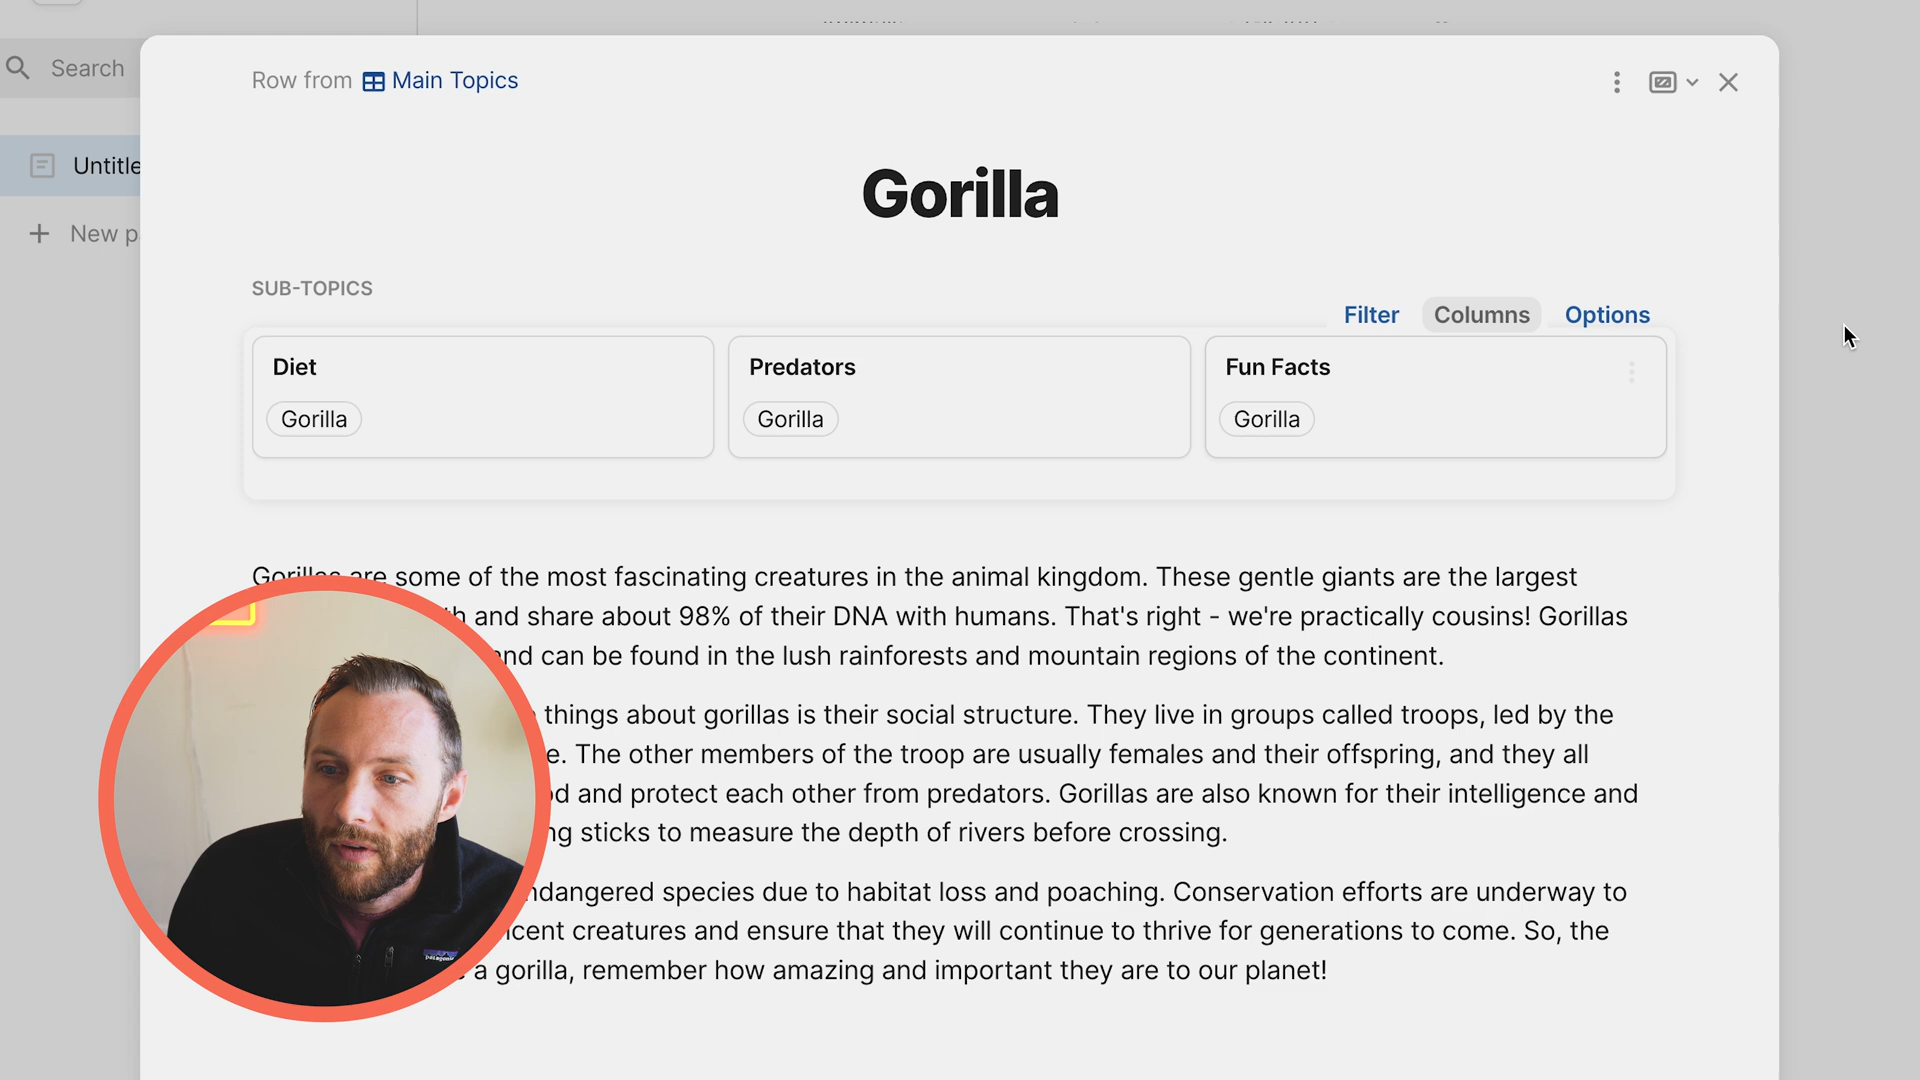 Search
Row from Main Topics
Untitle
New p
Gorilla
SUB-TOPICS
Filter Columns Options
Diet Predators Fun Facts
Gorilla Gorilla Gorilla
Gorillas are some of the most fascinating creatures in the animal kingdom. These gentle giants are the largest
and share about 98% of their DNA with humans. That's right - we're practically cousins! Gorillas
and can be found in the lush rainforests and mountain regions of the continent.
things about gorillas is their social structure. They live in groups called troops, led by the
The other members of the troop are usually females and their offspring, and they all
and protect each other from predators. Gorillas are also known for their intelligence and
sticks to measure the depth of rivers before crossing.
endangered species due to habitat loss and poaching. Conservation efforts are underway to
creatures and ensure that they will continue to thrive for generations to come. So, the
a gorilla, remember how amazing and important they are to our planet!
patagonia